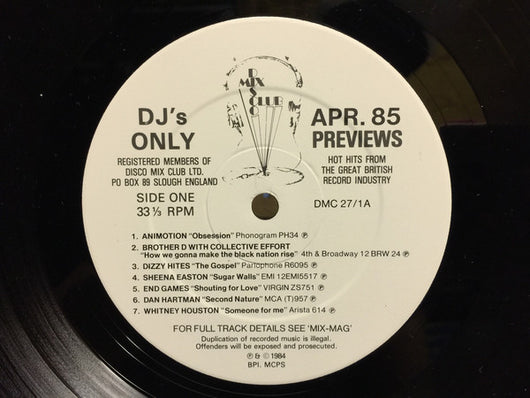 DISCO
MIX
CLUB
DJ's
ONLY
APR. 85
PREVIEWS
REGISTERED MEMBERS OF
DISCO MIX CLUB LTD.
PO BOX 89 SLOUGH ENGLAND
HOT HITS FROM
THE GREAT BRITISH
RECORD INDUSTRY
SIDE ONE
33⅓ RPM
DMC 27/1A
1. ANIMOTION "Obsession" Phonogram PH34 ℗
2. BROTHER D WITH COLLECTIVE EFFORT
"How we gonna make the black nation rise" 4th & Broadway 12 BRW 24 ℗
3. DIZZY HITES "The Gospel" Parlophone R6095 ℗
4. SHEENA EASTON "Sugar Walls" EMI 12EMI5517 ℗
5. END GAMES "Shouting for Love" VIRGIN ZS751 ℗
6. DAN HARTMAN "Second Nature" MCA (T)957 ℗
7. WHITNEY HOUSTON "Someone for me" Arista 614 ℗
FOR FULL TRACK DETAILS SEE 'MIX-MAG'
Duplication of recorded music is illegal.
Offenders will be exposed and prosecuted.
℗ & © 1984
BPI. MCPS